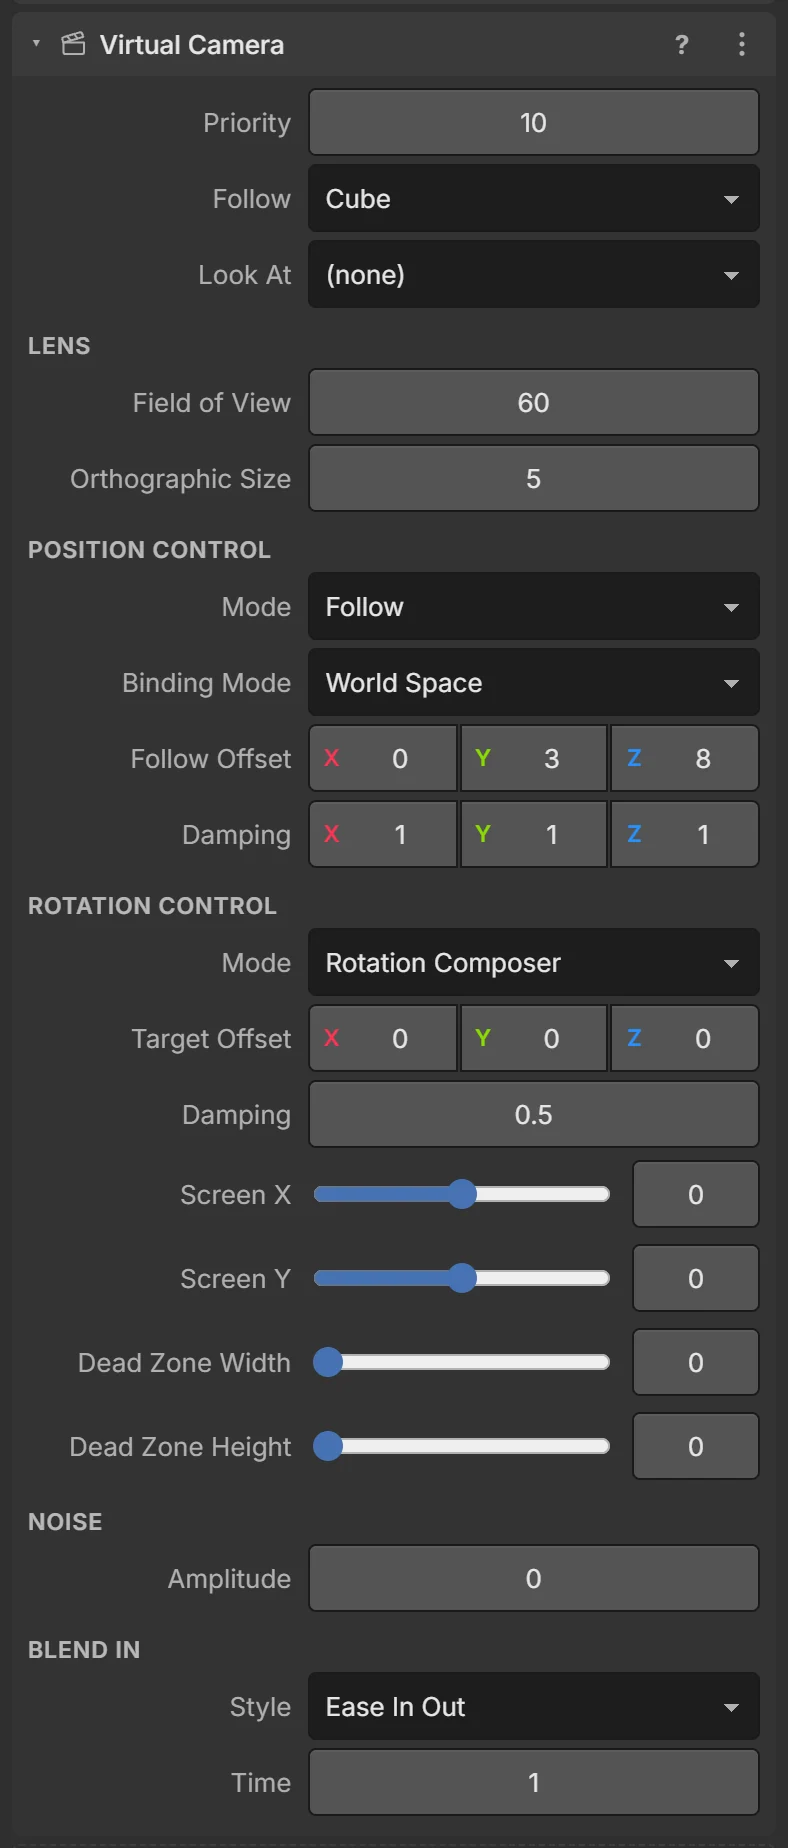 Virtual Camera ?
Priority 10
Follow Cube
Look At (none)
LENS
Field of View 60
Orthographic Size 5
POSITION CONTROL
Mode Follow
Binding Mode World Space
Follow Offset X 0 Y 3 Z 8
Damping X 1 Y 1 Z 1
ROTATION CONTROL
Mode Rotation Composer
Target Offset X 0 Y 0 Z 0
Damping 0.5
Screen X 0
Screen Y 0
Dead Zone Width 0
Dead Zone Height 0
NOISE
Amplitude 0
BLEND IN
Style Ease In Out
Time 1